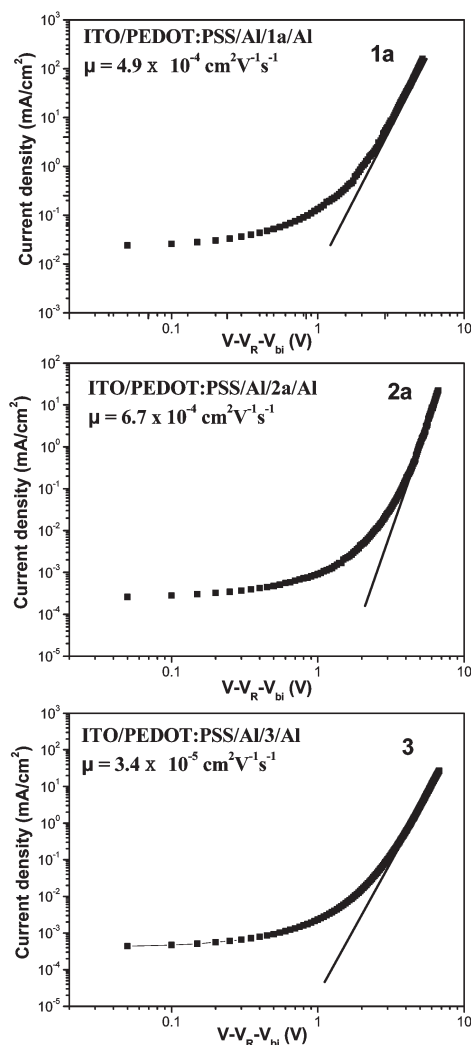 ITO/PEDOT:PSS/Al/1a/Al
μ = 4.9 x 10⁻⁴ cm²V⁻¹s⁻¹
1a
10³
10²
10¹
10⁰
10⁻¹
10⁻²
10⁻³
Current density (mA/cm²)
0.1 1 10
V-V_R-V_bi (V)
ITO/PEDOT:PSS/Al/2a/Al
μ = 6.7 x 10⁻⁴ cm²V⁻¹s⁻¹
2a
10²
10¹
10⁰
10⁻¹
10⁻²
10⁻³
10⁻⁴
10⁻⁵
Current density (mA/cm²)
0.1 1 10
V-V_R-V_bi (V)
ITO/PEDOT:PSS/Al/3/Al
μ = 3.4 x 10⁻⁵ cm²V⁻¹s⁻¹
3
10³
10²
10¹
10⁰
10⁻¹
10⁻²
10⁻³
10⁻⁴
10⁻⁵
Current density (mA/cm²)
0.1 1 10
V-V_R-V_bi (V)